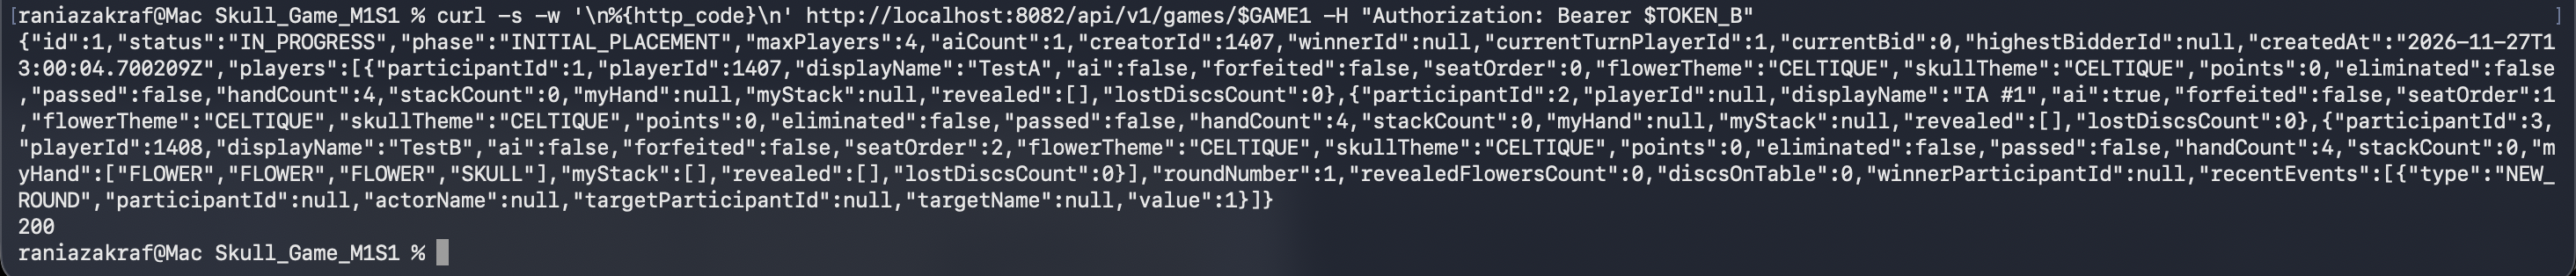 [raniazakraf@Mac Skull_Game_M1S1 % curl -s -w '\n%{http_code}\n' http://localhost:8082/api/v1/games/$GAME1 -H "Authorization: Bearer $TOKEN_B" ]
{"id":1,"status":"IN_PROGRESS","phase":"INITIAL_PLACEMENT","maxPlayers":4,"aiCount":1,"creatorId":1407,"winnerId":null,"currentTurnPlayerId":1,"currentBid":0,"highestBidderId":null,"createdAt":"2026-11-27T1
3:00:04.700209Z","players":[{"participantId":1,"playerId":1407,"displayName":"TestA","ai":false,"forfeited":false,"seatOrder":0,"flowerTheme":"CELTIQUE","skullTheme":"CELTIQUE","points":0,"eliminated":false
,"passed":false,"handCount":4,"stackCount":0,"myHand":null,"myStack":null,"revealed":[],"lostDiscsCount":0},{"participantId":2,"playerId":null,"displayName":"IA #1","ai":true,"forfeited":false,"seatOrder":1
,"flowerTheme":"CELTIQUE","skullTheme":"CELTIQUE","points":0,"eliminated":false,"passed":false,"handCount":4,"stackCount":0,"myHand":null,"myStack":null,"revealed":[],"lostDiscsCount":0},{"participantId":3,
"playerId":1408,"displayName":"TestB","ai":false,"forfeited":false,"seatOrder":2,"flowerTheme":"CELTIQUE","skullTheme":"CELTIQUE","points":0,"eliminated":false,"passed":false,"handCount":4,"stackCount":0,"m
yHand":["FLOWER","FLOWER","FLOWER","SKULL"],"myStack":[],"revealed":[],"lostDiscsCount":0}],"roundNumber":1,"revealedFlowersCount":0,"discsOnTable":0,"winnerParticipantId":null,"recentEvents":[{"type":"NEW_
ROUND","participantId":null,"actorName":null,"targetParticipantId":null,"targetName":null,"value":1}]}
200
raniazakraf@Mac Skull_Game_M1S1 %